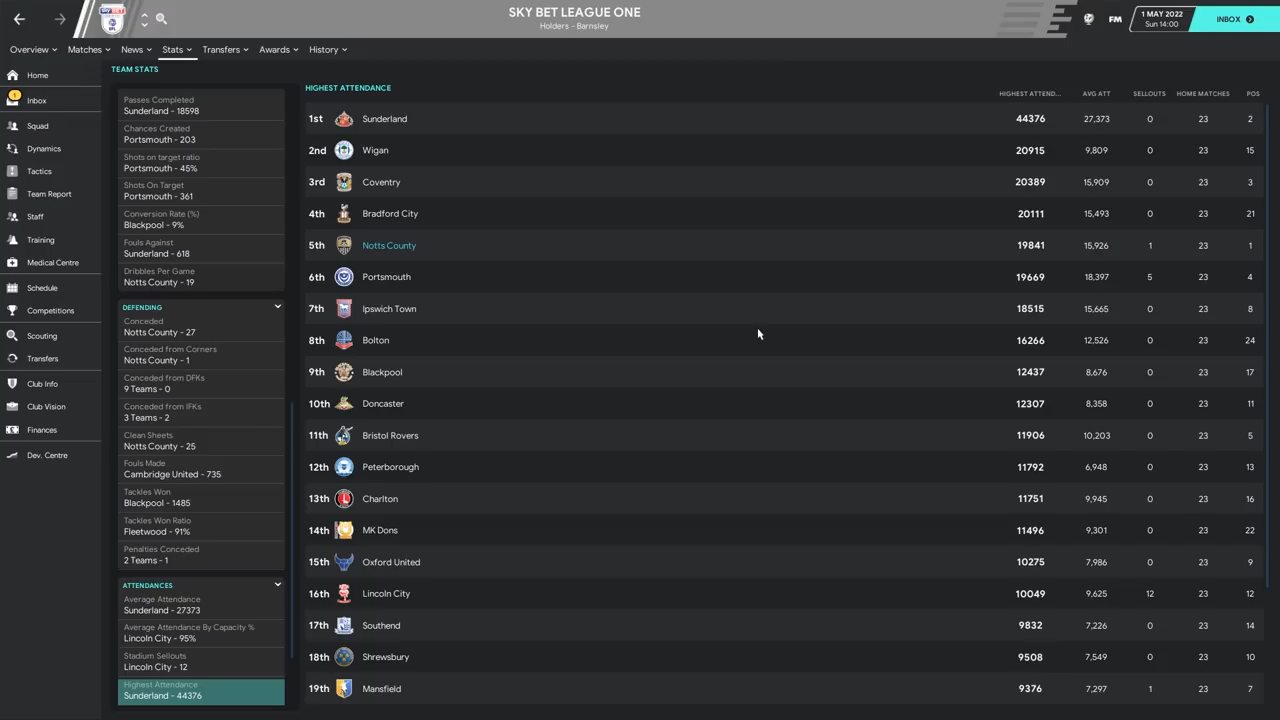 SKY BET LEAGUE ONE
Holders - Barnsley
1 MAY 2022
Sun 14:00
FM
INBOX
Overview
Matches
News
Stats
Transfers
Awards
History
Home
1
Inbox
Squad
Dynamics
Tactics
Team Report
Staff
Training
Medical Centre
Schedule
Competitions
Scouting
Transfers
Club Info
Club Vision
Finances
Dev. Centre
TEAM STATS
Passes Completed
Sunderland - 18598
Chances Created
Portsmouth - 203
Shots on target ratio
Portsmouth - 45%
Shots On Target
Portsmouth - 361
Conversion Rate (%)
Blackpool - 9%
Fouls Against
Sunderland - 618
Dribbles Per Game
Notts County - 19
DEFENDING
Conceded
Notts County - 27
Conceded from Corners
Notts County - 1
Conceded from DFKs
9 Teams - 0
Conceded from IFKs
3 Teams - 2
Clean Sheets
Notts County - 25
Fouls Made
Cambridge United - 735
Tackles Won
Blackpool - 1485
Tackles Won Ratio
Fleetwood - 91%
Penalties Conceded
2 Teams - 1
ATTENDANCES
Average Attendance
Sunderland - 27373
Average Attendance By Capacity %
Lincoln City - 95%
Stadium Sellouts
Lincoln City - 12
Highest Attendance
Sunderland - 44376
HIGHEST ATTENDANCE
HIGHEST ATTEND... AVG ATT SELLOUTS HOME MATCHES POS
1st Sunderland 44376 27,373 0 23 2
2nd Wigan 20915 9,809 0 23 15
3rd Coventry 20389 15,909 0 23 3
4th Bradford City 20111 15,493 0 23 21
5th Notts County 19841 15,926 1 23 1
6th Portsmouth 19669 18,397 5 23 4
7th Ipswich Town 18515 15,665 0 23 8
8th Bolton 16266 12,526 0 23 24
9th Blackpool 12437 8,676 0 23 17
10th Doncaster 12307 8,358 0 23 11
11th Bristol Rovers 11906 10,203 0 23 5
12th Peterborough 11792 6,948 0 23 13
13th Charlton 11751 9,945 0 23 16
14th MK Dons 11496 9,301 0 23 22
15th Oxford United 10275 7,986 0 23 9
16th Lincoln City 10049 9,625 12 23 12
17th Southend 9832 7,226 0 23 14
18th Shrewsbury 9508 7,549 0 23 10
19th Mansfield 9376 7,297 1 23 7